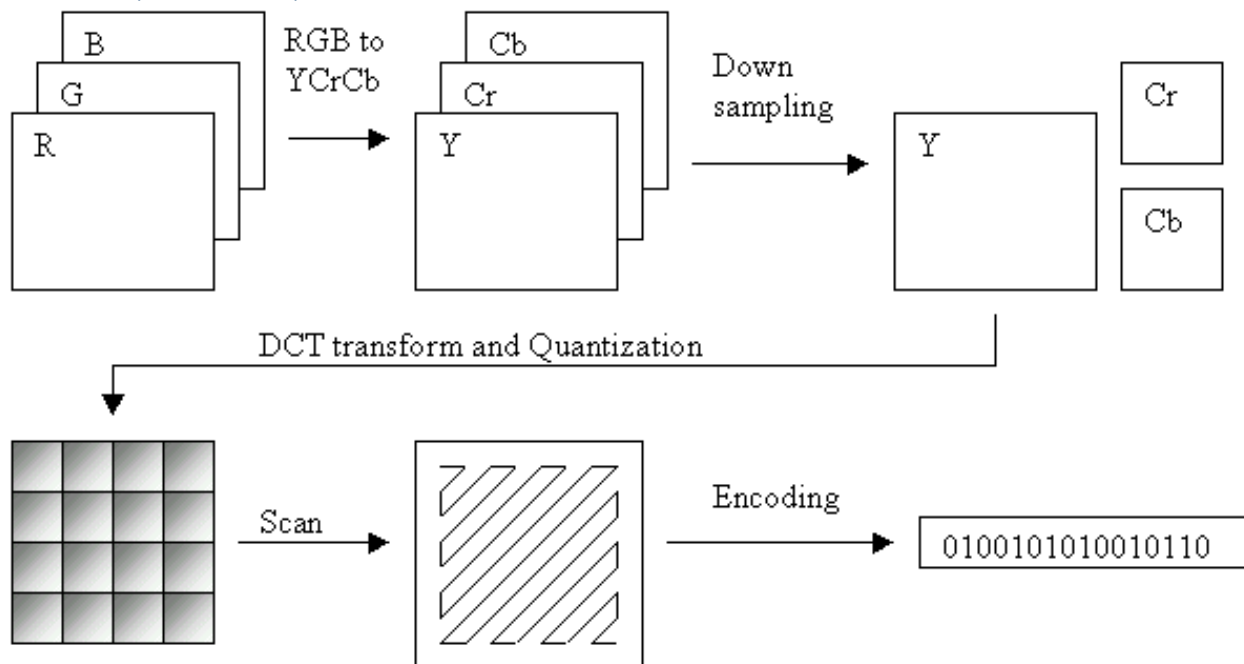 B
G
R
RGB to
YCrCb
Cb
Cr
Y
Down
sampling
Y
Cr
Cb
DCT transform and Quantization
Scan
Encoding
0100101010010110